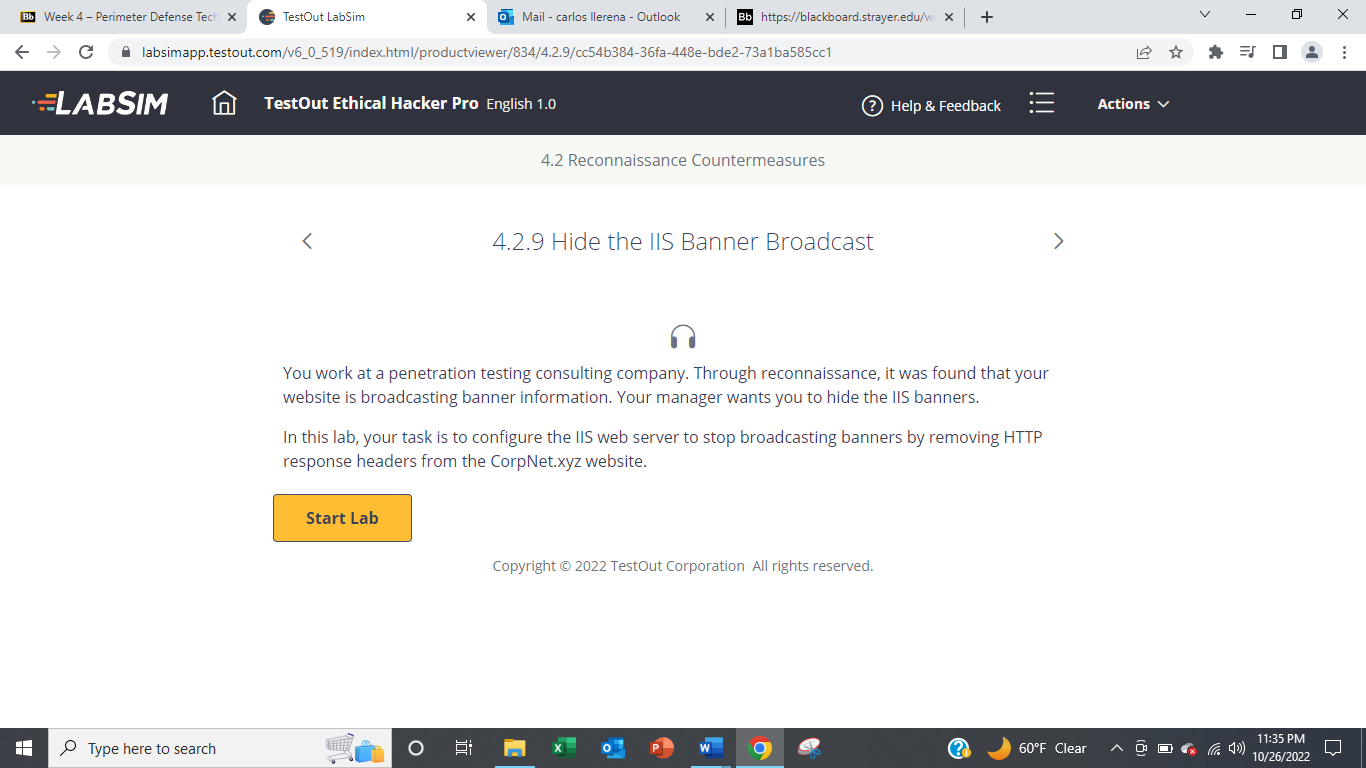 Week 4 – Perimeter Defense Tech
TestOut LabSim
Mail - carlos llerena - Outlook
https://blackboard.strayer.edu/w
labsimapp.testout.com/v6_0_519/index.html/productviewer/834/4.2.9/cc54b384-36fa-448e-bde2-73a1ba585cc1
LABSIM
TestOut Ethical Hacker Pro English 1.0
Help & Feedback
Actions
4.2 Reconnaissance Countermeasures
4.2.9 Hide the IIS Banner Broadcast
You work at a penetration testing consulting company. Through reconnaissance, it was found that your
website is broadcasting banner information. Your manager wants you to hide the IIS banners.
In this lab, your task is to configure the IIS web server to stop broadcasting banners by removing HTTP
response headers from the CorpNet.xyz website.
Start Lab
Copyright © 2022 TestOut Corporation All rights reserved.
Type here to search
60°F Clear
11:35 PM
10/26/2022